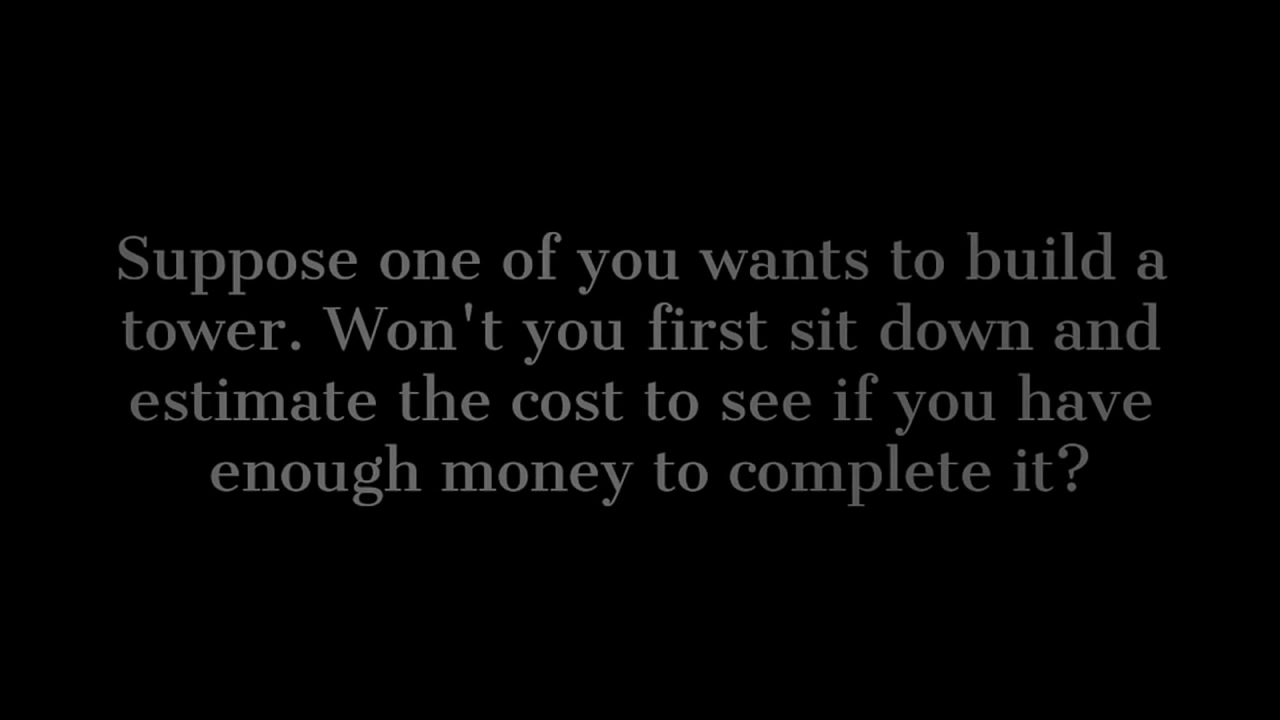 Suppose one of you wants to build a
tower. Won't you first sit down and
estimate the cost to see if you have
enough money to complete it?